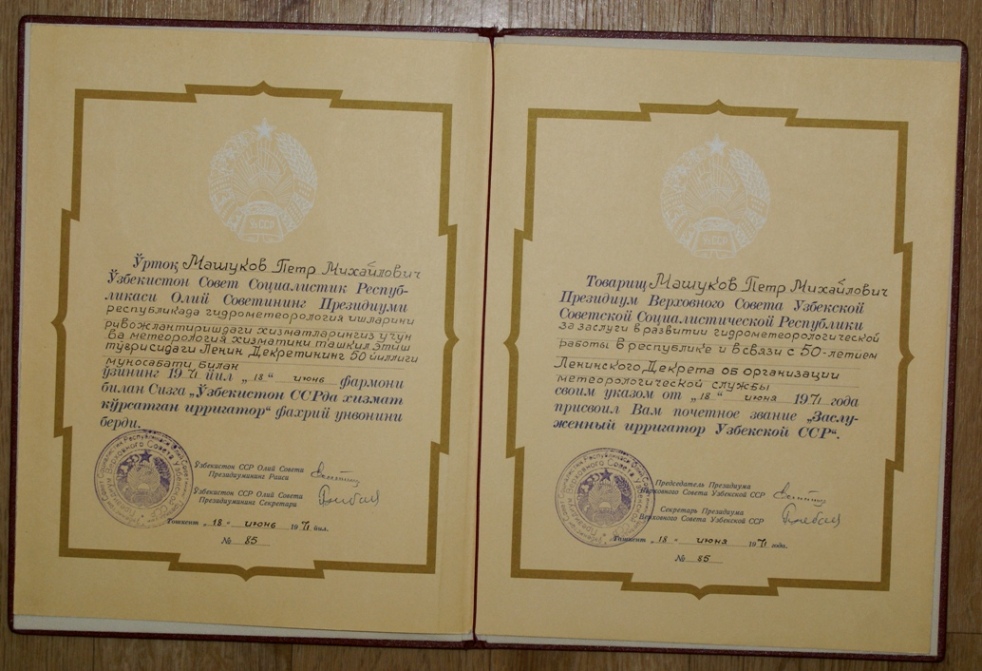 Ўртоқ Машуков Петр Михайлович
Ўзбекистон Совет Социалистик Респуб-
ликаси Олий Советининг Президиуми
республикада гидрометеорология ишларини
ривожлантиришдаги хизматларингиз учун
ва метеорология хизматини ташкил этиш
тўғрисидаги Ленин Декретининг 50 йиллиги
муносабати билан
ўзининг 1971 йил „18“ июнь фармони
билан Сизга „Ўзбекистон ССРда хизмат
кўрсатган ирригатор“ фахрий унвонини
берди.
Ўзбекистон ССР Олий Совети
Президиумининг Раиси
Ўзбекистон ССР Олий Совети
Президиумининг Секретари
Тошкент „18“ июнь 1971 йил.
№ 85
Товарищ Машуков Петр Михайлович
Президиум Верховного Совета Узбекской
Советской Социалистической Республики
за заслуги в развитии гидрометеорологической
работы в республике и в связи с 50-летием
Ленинского Декрета об организации
метеорологической службы
своим указом от „18“ июня 1971 года
присвоил Вам почетное звание „Заслу-
женный ирригатор Узбекской ССР“.
Председатель Президиума
Верховного Совета Узбекской ССР
Секретарь Президиума
Верховного Совета Узбекской ССР
Ташкент „18“ июня 1971 года.
№ 85